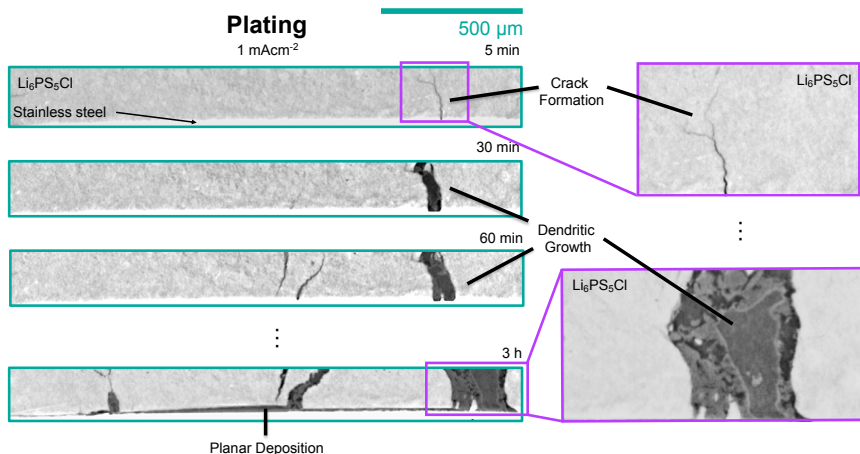 Plating
500 µm
1 mAcm⁻²
5 min
Li₆PS₅Cl
Stainless steel
Crack
Formation
Li₆PS₅Cl
30 min
60 min
Dendritic
Growth
⋮
⋮
Li₆PS₅Cl
3 h
Planar Deposition